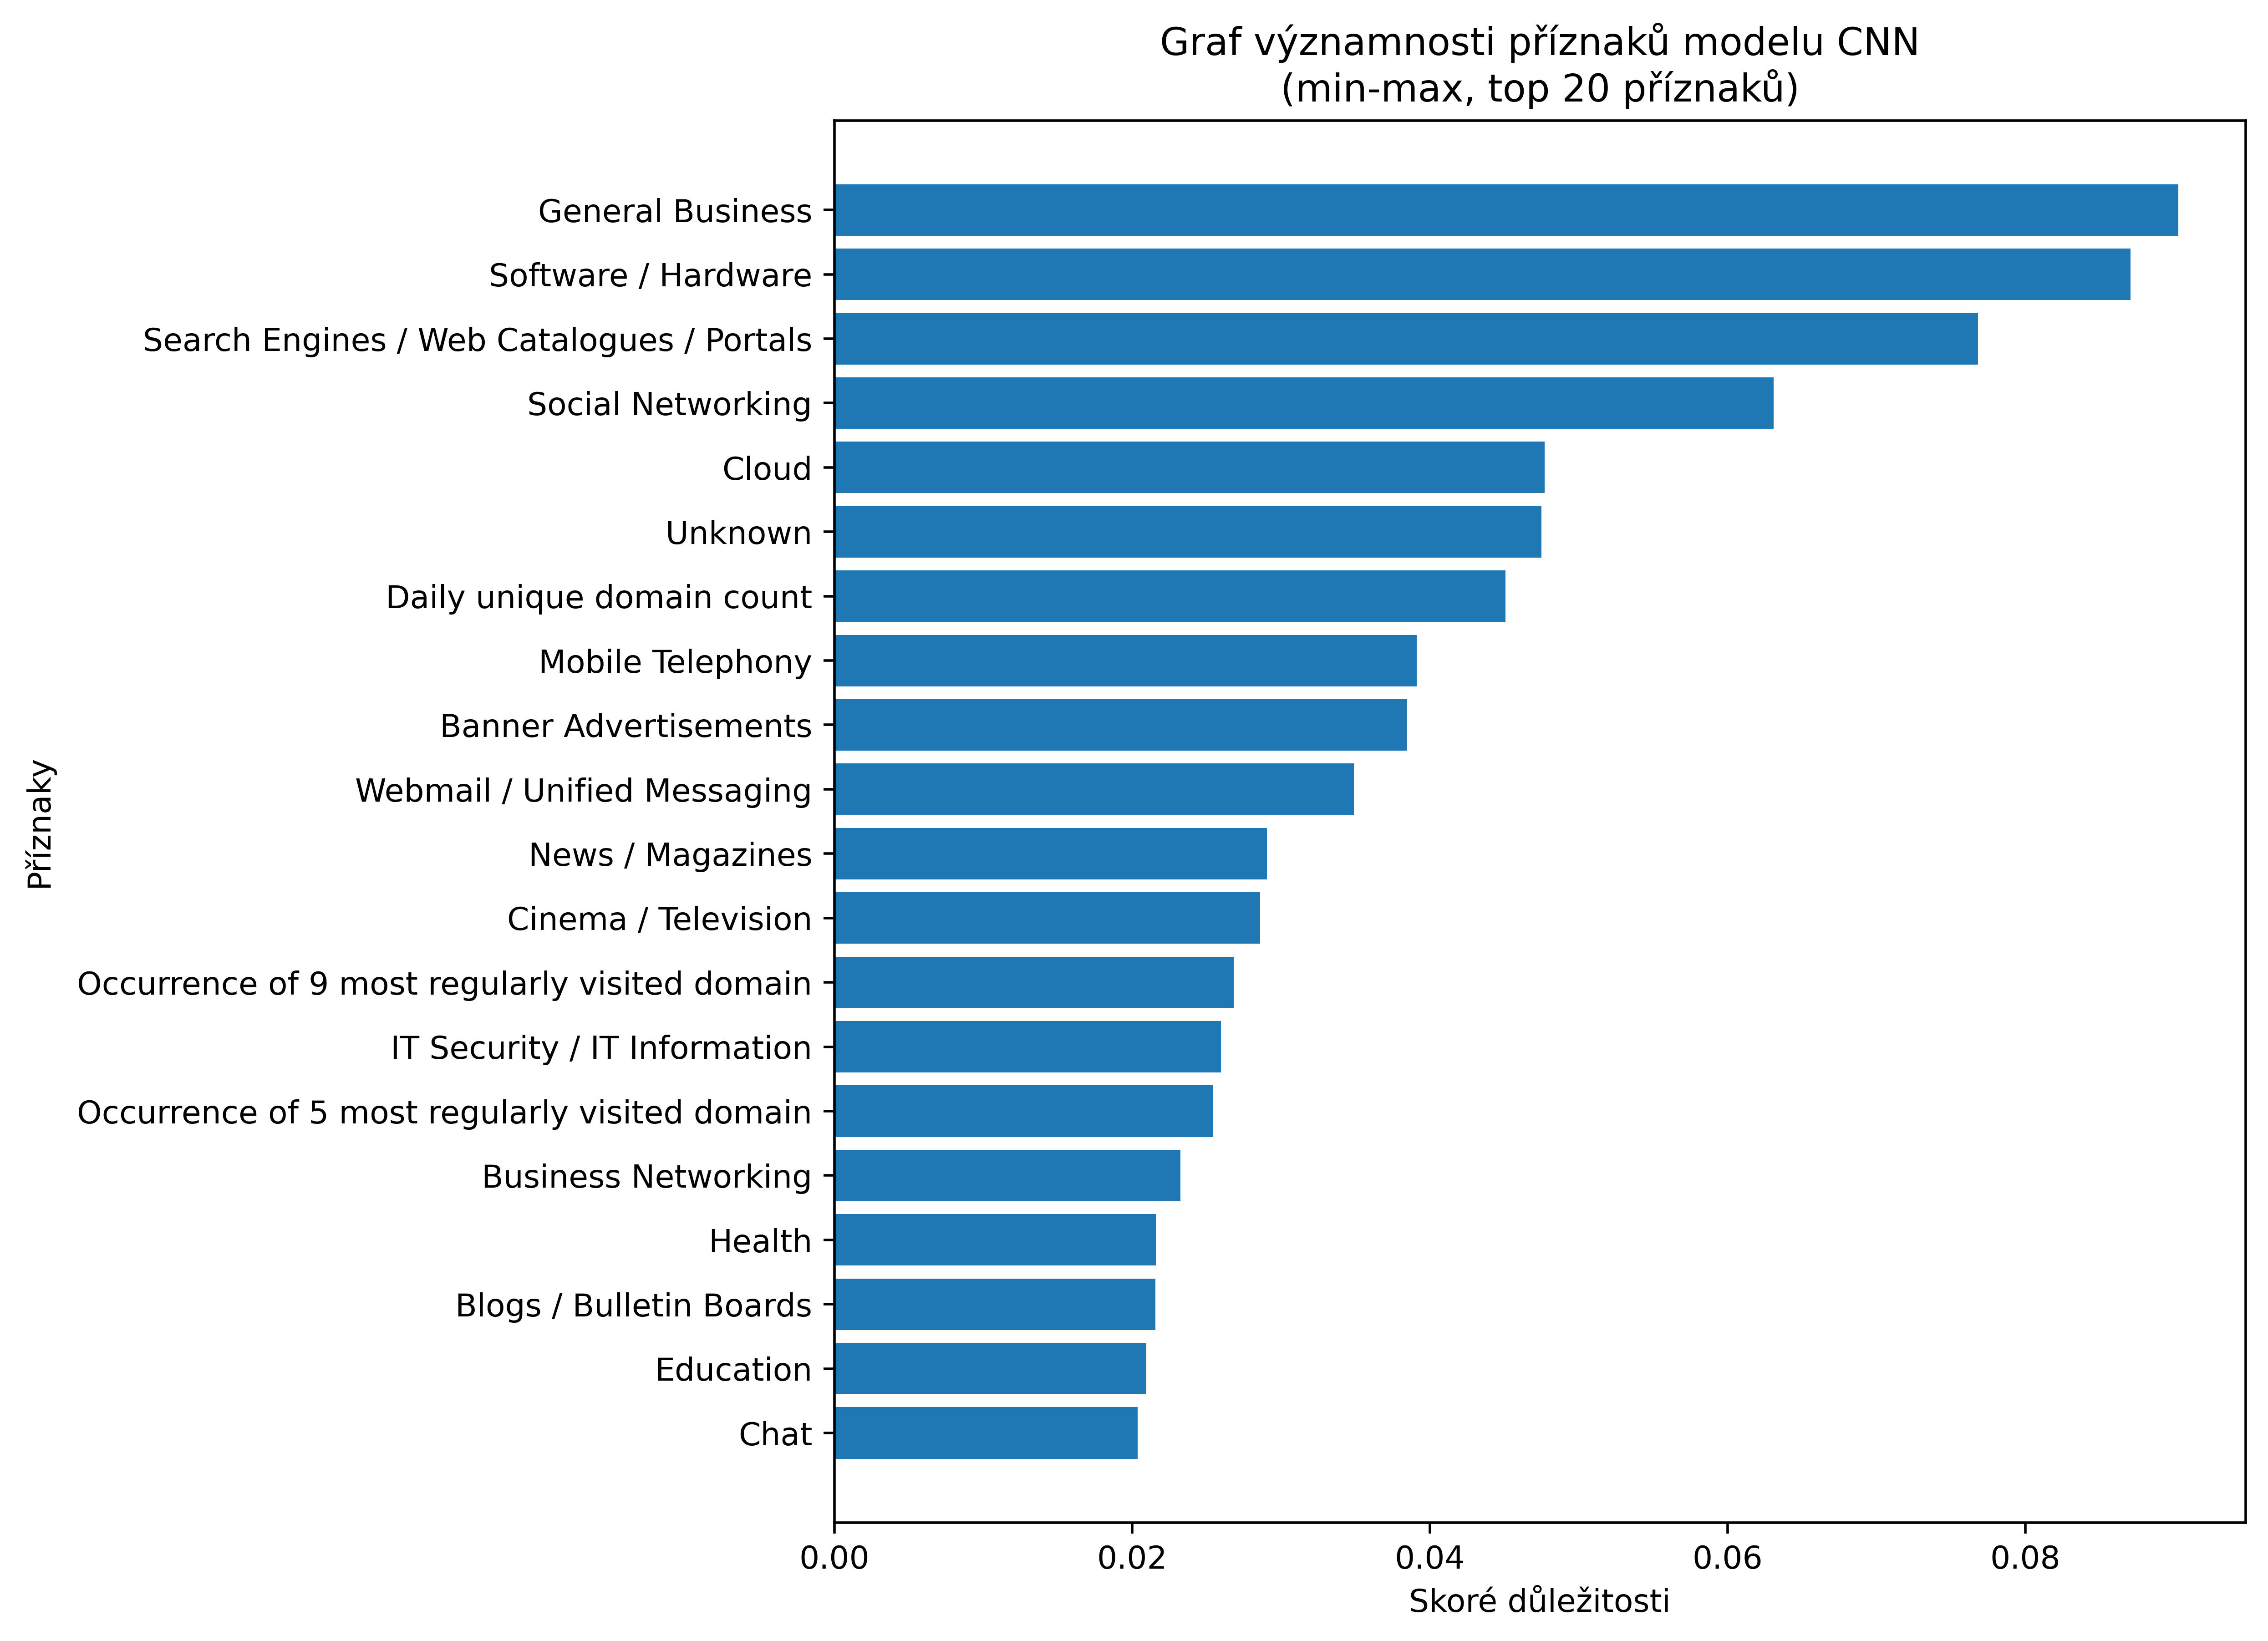 Graf významnosti příznaků modelu CNN
(min-max, top 20 příznaků)
Příznaky
General Business
Software / Hardware
Search Engines / Web Catalogues / Portals
Social Networking
Cloud
Unknown
Daily unique domain count
Mobile Telephony
Banner Advertisements
Webmail / Unified Messaging
News / Magazines
Cinema / Television
Occurrence of 9 most regularly visited domain
IT Security / IT Information
Occurrence of 5 most regularly visited domain
Business Networking
Health
Blogs / Bulletin Boards
Education
Chat
0.00 0.02 0.04 0.06 0.08
Skoré důležitosti